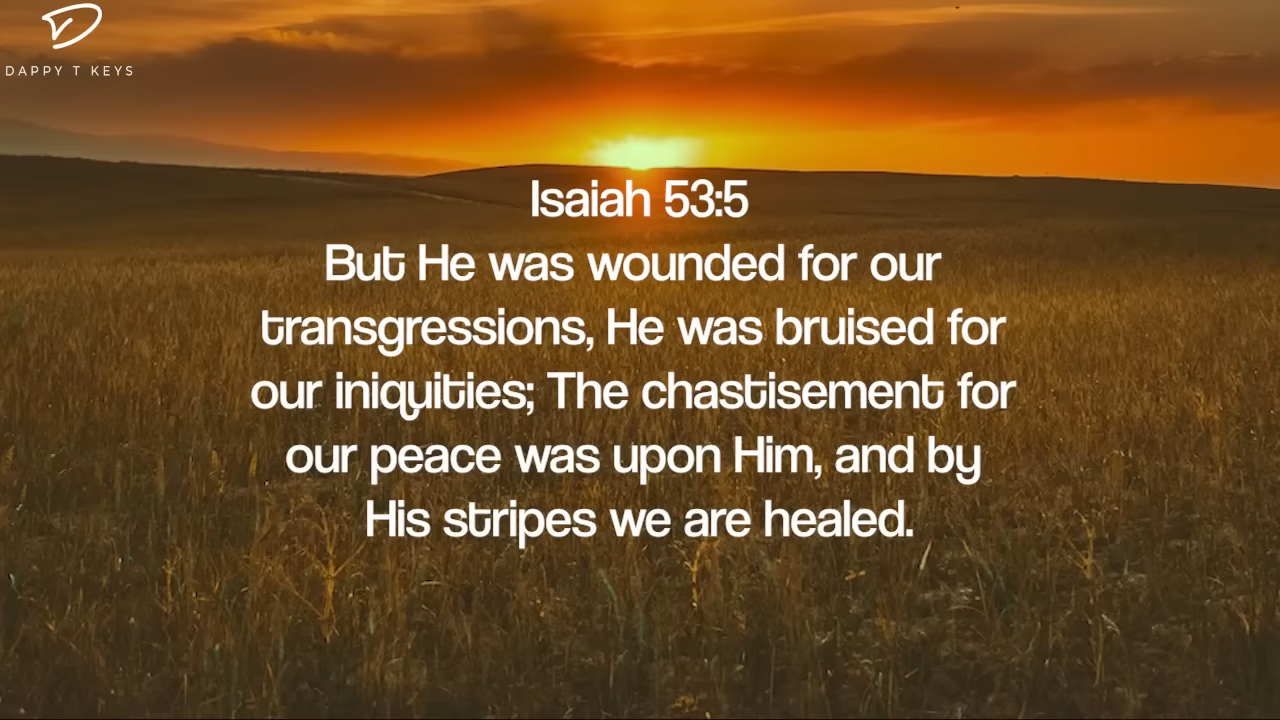 DAPPY T KEYS
Isaiah 53:5
But He was wounded for our
transgressions, He was bruised for
our iniquities; The chastisement for
our peace was upon Him, and by
His stripes we are healed.